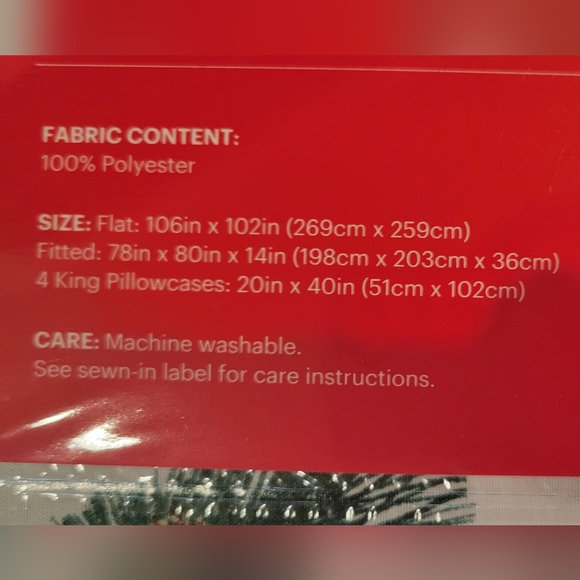 FABRIC CONTENT:
100% Polyester
SIZE: Flat: 106in x 102in (269cm x 259cm)
Fitted: 78in x 80in x 14in (198cm x 203cm x 36cm)
4 King Pillowcases: 20in x 40in (51cm x 102cm)
CARE: Machine washable.
See sewn-in label for care instructions.